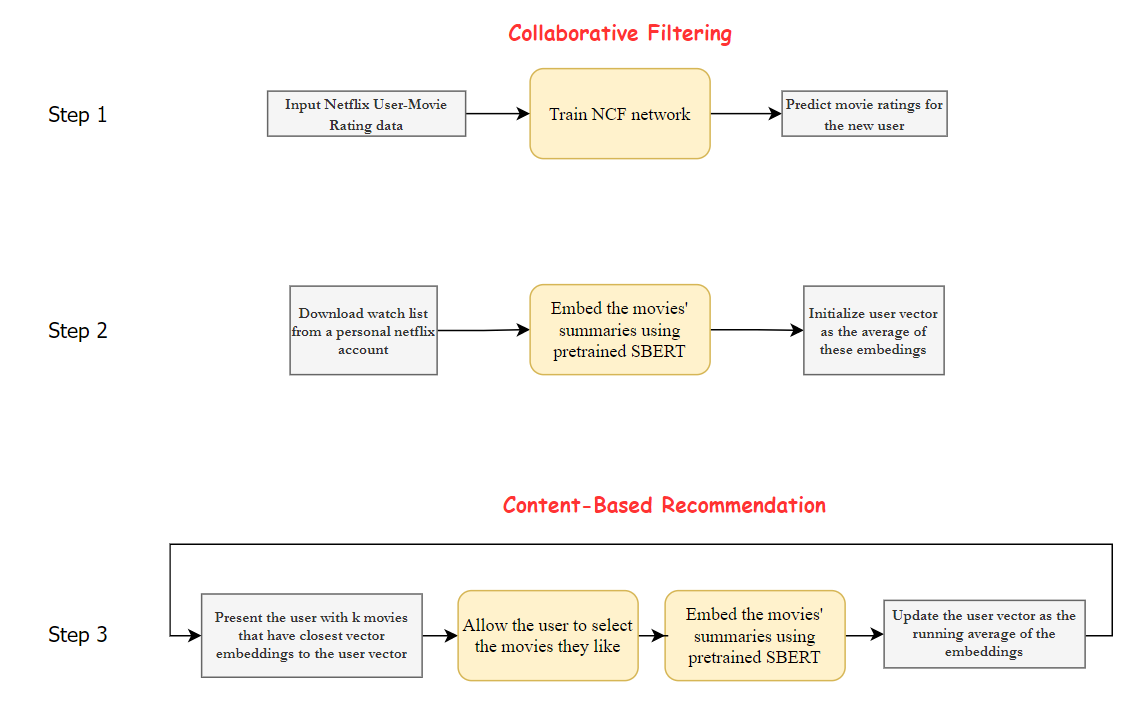 Collaborative Filtering
Step 1
Input Netflix User-Movie
Rating data
Train NCF network
Predict movie ratings for
the new user
Step 2
Download watch list
from a personal netflix
account
Embed the movies'
summaries using
pretrained SBERT
Initialize user vector
as the average of
these embedings
Content-Based Recommendation
Step 3
Present the user with k movies
that have closest vector
embeddings to the user vector
Allow the user to select
the movies they like
Embed the movies'
summaries using
pretrained SBERT
Update the user vector as the
running average of the
embeddings